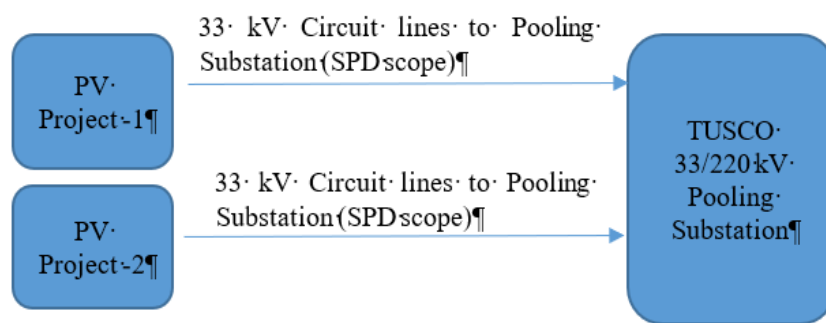 33· kV· Circuit· lines· to· Pooling·
Substation·(SPD·scope)¶
PV·
Project·-1¶
33· kV· Circuit· lines· to· Pooling·
Substation·(SPD·scope)¶
PV·
Project·-2¶
TUSCO·
33/220·kV·
Pooling·
Substation¶